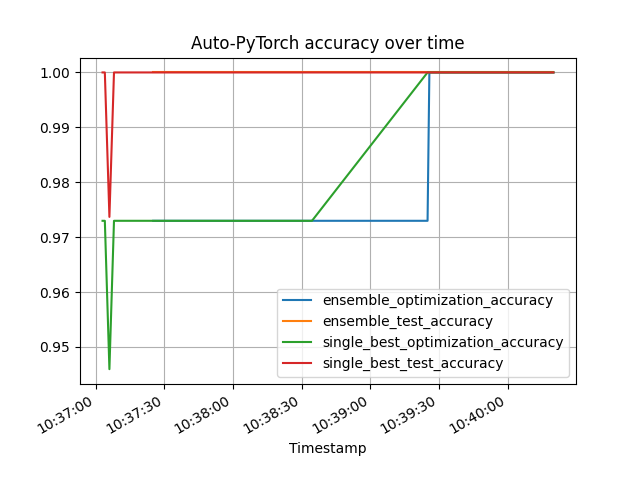 Auto-PyTorch accuracy over time
1.00
0.99
0.98
0.97
0.96
0.95
ensemble_optimization_accuracy
ensemble_test_accuracy
single_best_optimization_accuracy
single_best_test_accuracy
10:37:00
10:37:30
10:38:00
10:38:30
10:39:00
10:39:30
10:40:00
Timestamp